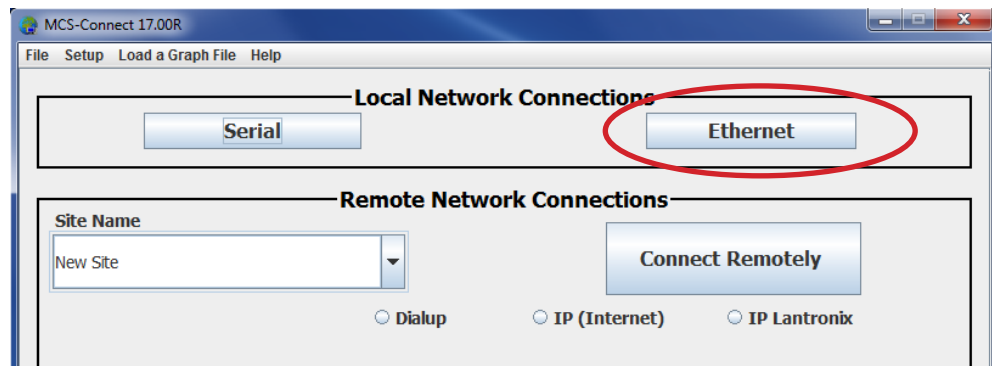 MCS-Connect 17.00R
File Setup Load a Graph File Help
Local Network Connections
Serial Ethernet
Remote Network Connections
Site Name
New Site
Connect Remotely
Dialup IP (Internet) IP Lantronix